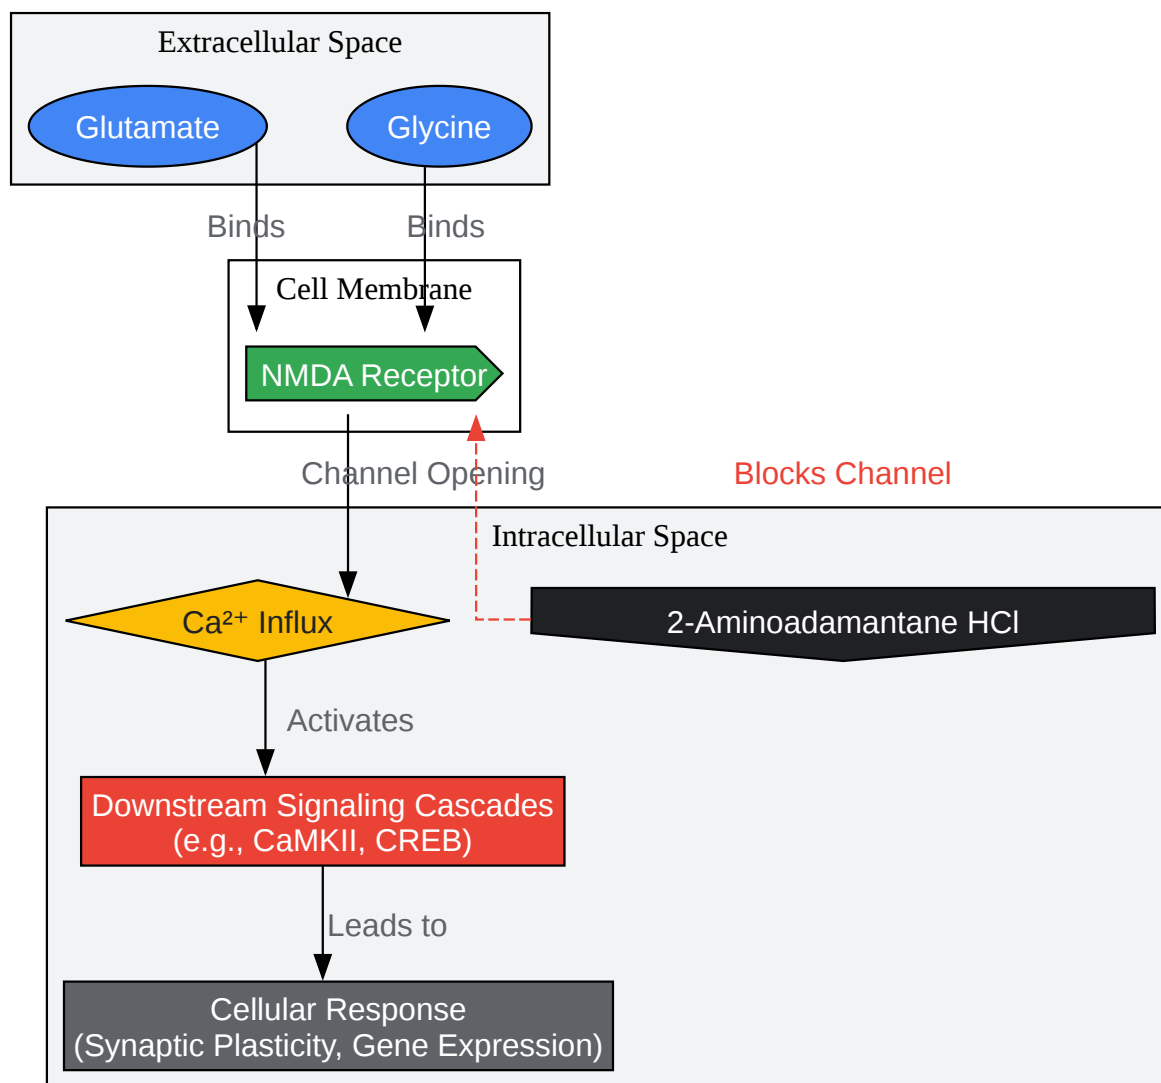 Extracellular Space
Glutamate
Glycine
Binds
Binds
Cell Membrane
NMDA Receptor
Channel Opening
Blocks Channel
Intracellular Space
Ca²⁺ Influx
2-Aminoadamantane HCl
Activates
Downstream Signaling Cascades
(e.g., CaMKII, CREB)
Leads to
Cellular Response
(Synaptic Plasticity, Gene Expression)